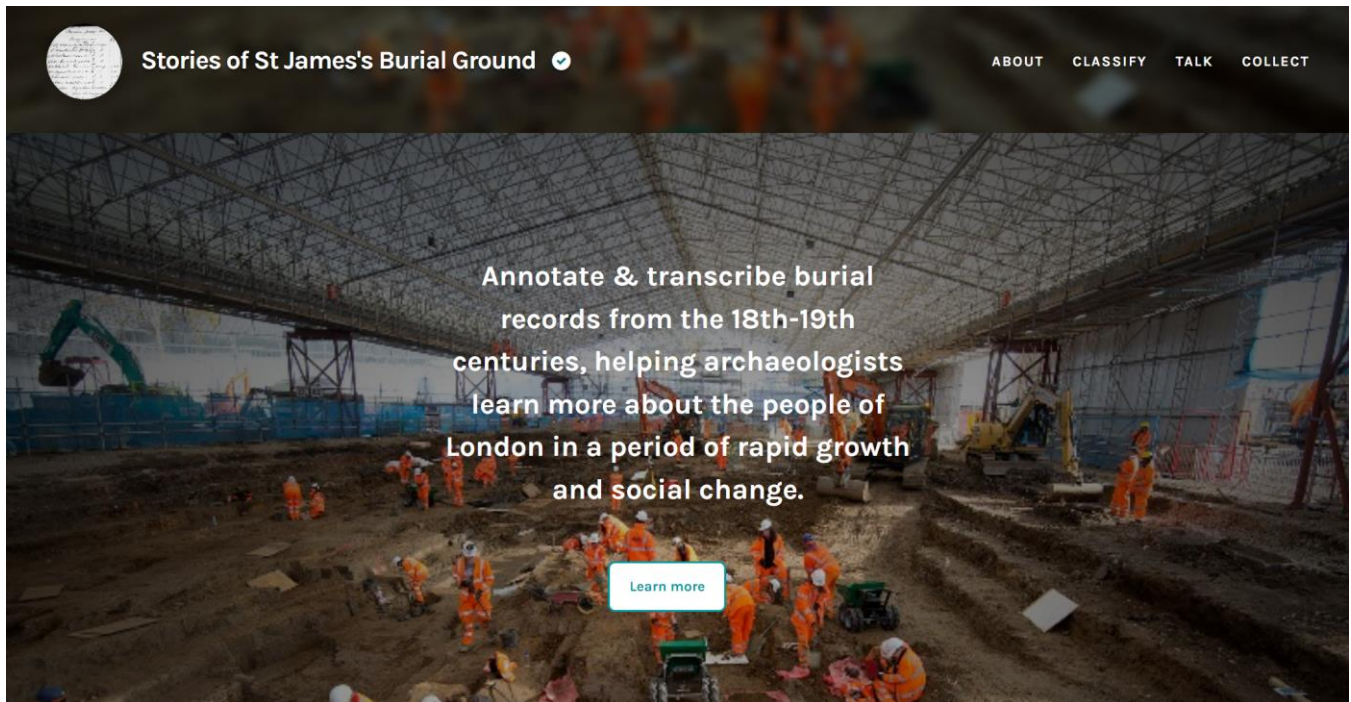 Stories of St James's Burial Ground
ABOUT CLASSIFY TALK COLLECT
Annotate & transcribe burial
records from the 18th-19th
centuries, helping archaeologists
learn more about the people of
London in a period of rapid growth
and social change.
Learn more